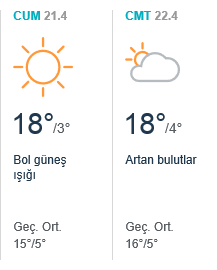 CUM 21.4
18°/3°
Bol güneş
ışığı
Geç. Ort.
15°/5°
CMT 22.4
18°/4°
Artan bulutlar
Geç. Ort.
16°/5°